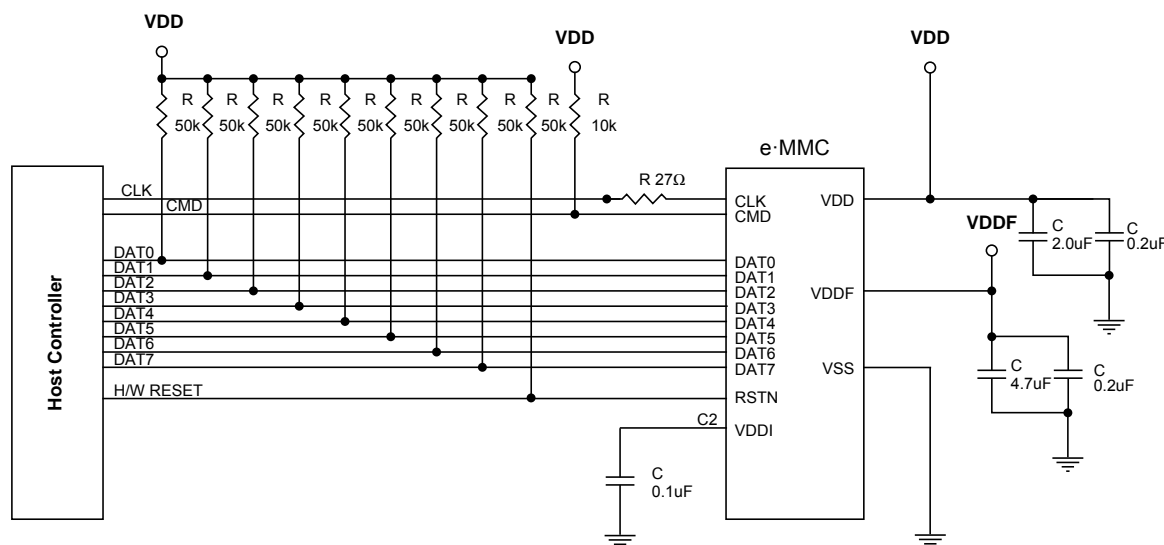 VDD
VDD
VDD
R R R R R R R R R R
50k 50k 50k 50k 50k 50k 50k 50k 50k 10k
e·MMC
CLK
R 27Ω
CLK
VDD
CMD
CMD
VDDF
C
2.0uF
C
0.2uF
DAT0
DAT0
DAT1
DAT1
DAT2
DAT2
VDDF
DAT3
DAT3
DAT4
DAT4
DAT5
DAT5
DAT6
DAT6
DAT7
DAT7
VSS
C
4.7uF
C
0.2uF
H/W RESET
RSTN
C2
VDDI
C
0.1uF
Host Controller